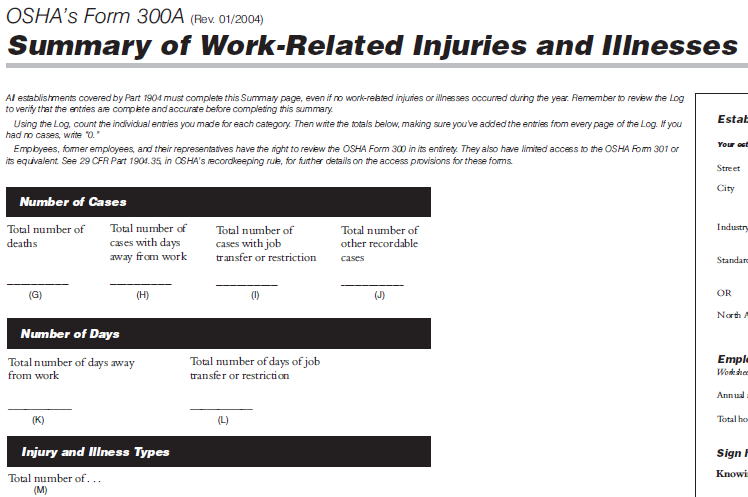 OSHA's Form 300A (Rev. 01/2004)
Summary of Work-Related Injuries and Illnesses
All establishments covered by Part 1904 must complete this Summary page, even if no work-related injuries or illnesses occurred during the year. Remember to review the Log
to verify that the entries are complete and accurate before completing this summary.
Using the Log, count the individual entries you made for each category. Then write the totals below, making sure you've added the entries from every page of the Log. If you
had no cases, write "0."
Employees, former employees, and their representatives have the right to review the OSHA Form 300 in its entirety. They also have limited access to the OSHA Form 301 or
its equivalent. See 29 CFR Part 1904.35, in OSHA's recordkeeping rule, for further details on the access provisions for these forms.
Number of Cases
Total number of
deaths
(G)
Total number of
cases with days
away from work
(H)
Total number of
cases with job
transfer or restriction
(I)
Total number of
other recordable
cases
(J)
Number of Days
Total number of days away
from work
(K)
Total number of days of job
transfer or restriction
(L)
Injury and Illness Types
Total number of . . .
(M)
Your
Street
City
Industry
OR
North A
Sign